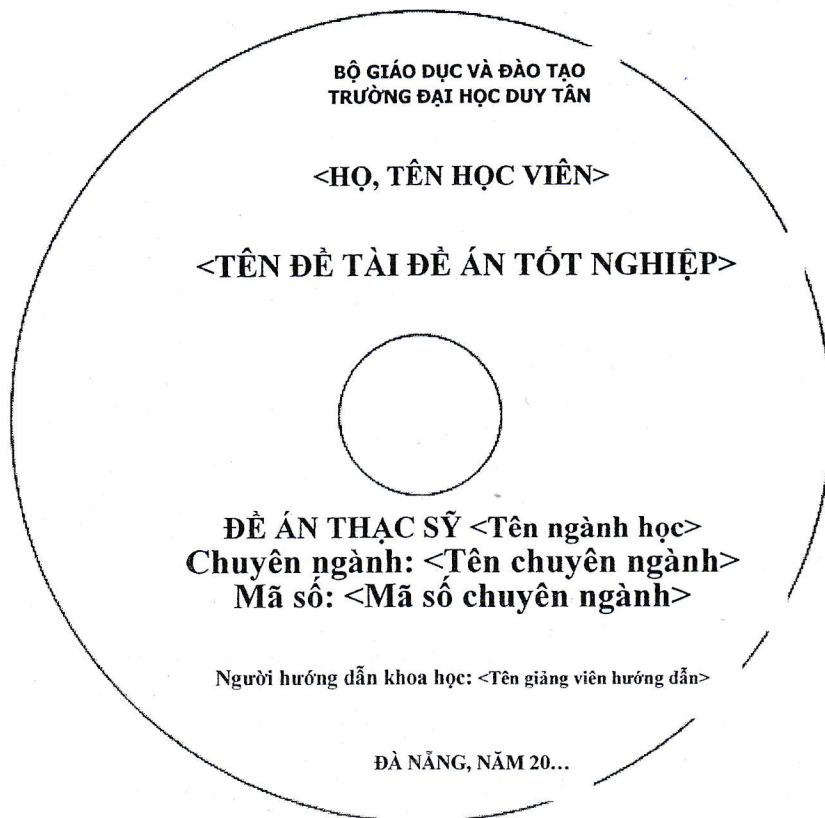 BỘ GIÁO DỤC VÀ ĐÀO TẠO
TRƯỜNG ĐẠI HỌC DUY TÂN
<HỌ, TÊN HỌC VIÊN>
<TÊN ĐỀ TÀI ĐỀ ÁN TỐT NGHIỆP>
ĐỀ ÁN THẠC SỸ <Tên ngành học>
Chuyên ngành: <Tên chuyên ngành>
Mã số: <Mã số chuyên ngành>
Người hướng dẫn khoa học: <Tên giảng viên hướng dẫn>
ĐÀ NẴNG, NĂM 20...